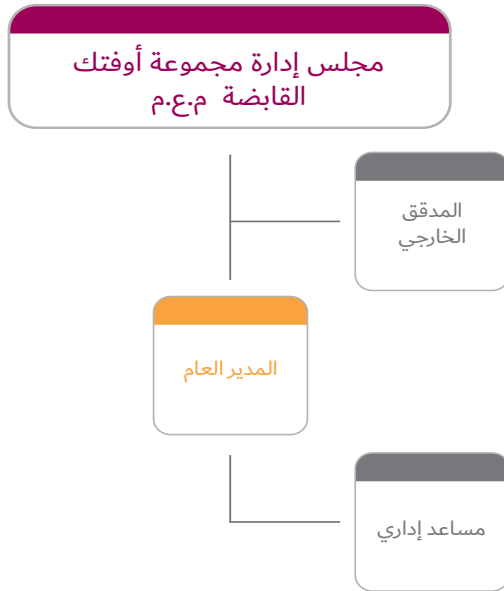 مجلس إدارة مجموعة أوفتك
القابضة م.ع.م
المدقق
الخارجي
المدير العام
مساعد إداري